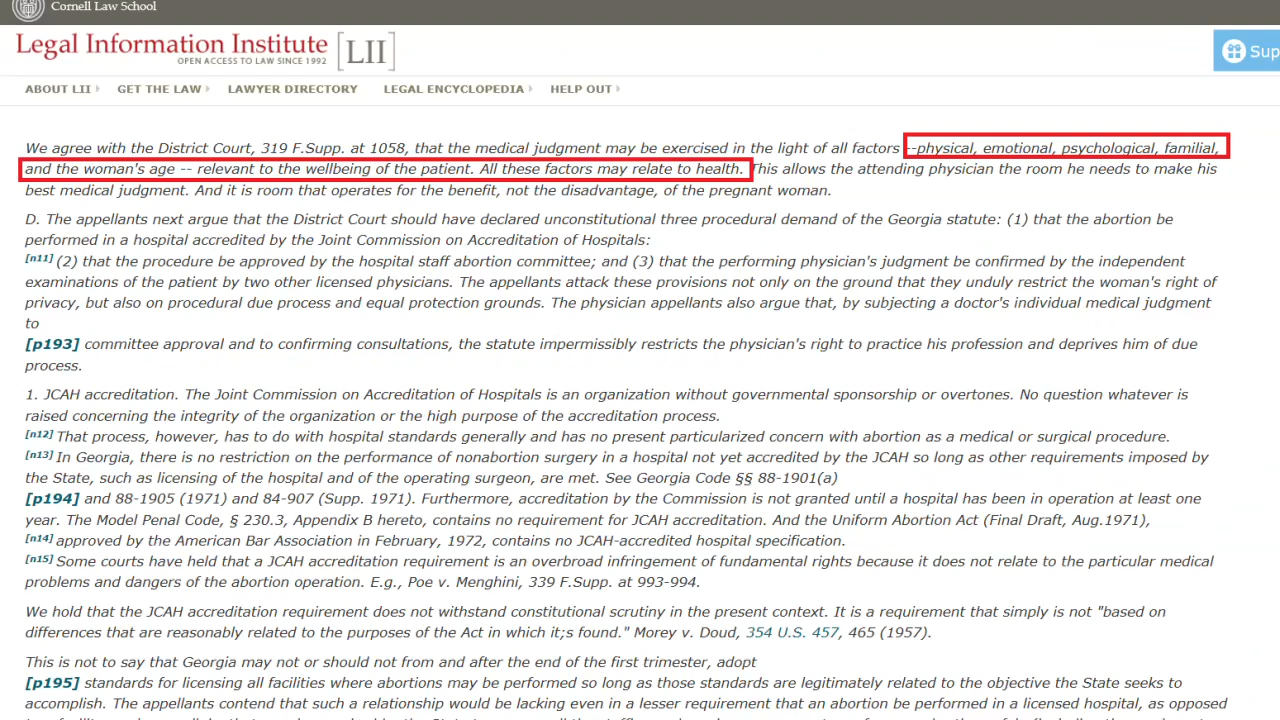 Cornell Law School
Legal Information Institute [LII]
OPEN ACCESS TO LAW SINCE 1992
Sup
ABOUT LII GET THE LAW LAWYER DIRECTORY LEGAL ENCYCLOPEDIA HELP OUT
We agree with the District Court, 319 F.Supp. at 1058, that the medical judgment may be exercised in the light of all factors --physical, emotional, psychological, familial,
and the woman's age -- relevant to the wellbeing of the patient. All these factors may relate to health. This allows the attending physician the room he needs to make his
best medical judgment. And it is room that operates for the benefit, not the disadvantage, of the pregnant woman.
D. The appellants next argue that the District Court should have declared unconstitutional three procedural demand of the Georgia statute: (1) that the abortion be
performed in a hospital accredited by the Joint Commission on Accreditation of Hospitals:
[n11] (2) that the procedure be approved by the hospital staff abortion committee; and (3) that the performing physician's judgment be confirmed by the independent
examinations of the patient by two other licensed physicians. The appellants attack these provisions not only on the ground that they unduly restrict the woman's right of
privacy, but also on procedural due process and equal protection grounds. The physician appellants also argue that, by subjecting a doctor's individual medical judgment
to
[p193] committee approval and to confirming consultations, the statute impermissibly restricts the physician's right to practice his profession and deprives him of due
process.
1. JCAH accreditation. The Joint Commission on Accreditation of Hospitals is an organization without governmental sponsorship or overtones. No question whatever is
raised concerning the integrity of the organization or the high purpose of the accreditation process.
[n12] That process, however, has to do with hospital standards generally and has no present particularized concern with abortion as a medical or surgical procedure.
[n13] In Georgia, there is no restriction on the performance of nonabortion surgery in a hospital not yet accredited by the JCAH so long as other requirements imposed by
the State, such as licensing of the hospital and of the operating surgeon, are met. See Georgia Code §§ 88-1901(a)
[p194] and 88-1905 (1971) and 84-907 (Supp. 1971). Furthermore, accreditation by the Commission is not granted until a hospital has been in operation at least one
year. The Model Penal Code, § 230.3, Appendix B hereto, contains no requirement for JCAH accreditation. And the Uniform Abortion Act (Final Draft, Aug.1971),
[n14] approved by the American Bar Association in February, 1972, contains no JCAH-accredited hospital specification.
[n15] Some courts have held that a JCAH accreditation requirement is an overbroad infringement of fundamental rights because it does not relate to the particular medical
problems and dangers of the abortion operation. E.g., Poe v. Menghini, 339 F.Supp. at 993-994.
We hold that the JCAH accreditation requirement does not withstand constitutional scrutiny in the present context. It is a requirement that simply is not "based on
differences that are reasonably related to the purposes of the Act in which it;s found." Morey v. Doud, 354 U.S. 457, 465 (1957).
This is not to say that Georgia may not or should not from and after the end of the first trimester, adopt
[p195] standards for licensing all facilities where abortions may be performed so long as those standards are legitimately related to the objective the State seeks to
accomplish. The appellants contend that such a relationship would be lacking even in a lesser requirement that an abortion be performed in a licensed hospital, as opposed